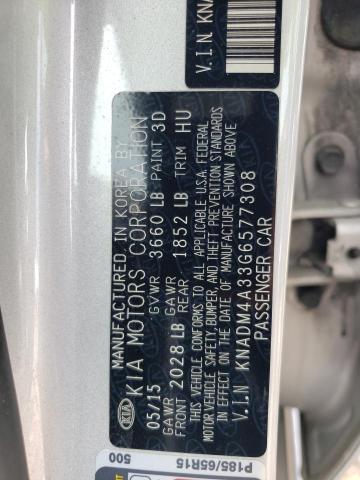 V.I.N KNA
MANUFACTURED IN KOREA BY
KIA KIA MOTORS CORPORATION
05/15 GVWR 3660 LB PAINT 3D
GAWR FRONT 2028 LB GAWR REAR 1852 LB TRIM HU
THIS VEHICLE CONFORMS TO ALL APPLICABLE U.S.A. FEDERAL
MOTOR VEHICLE SAFETY, BUMPER, AND THEFT PREVENTION STANDARDS
IN EFFECT ON THE DATE OF MANUFACTURE SHOWN ABOVE
V.I.N KNADM4A33G6577308
PASSENGER CAR
P185/65R15
500